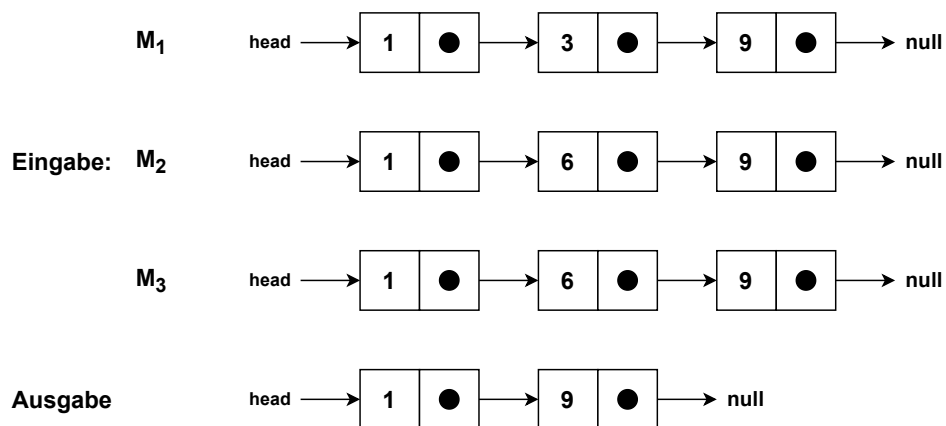 M₁ head 1 3 9 null
Eingabe: M₂ head 1 6 9 null
M₃ head 1 6 9 null
Ausgabe head 1 9 null